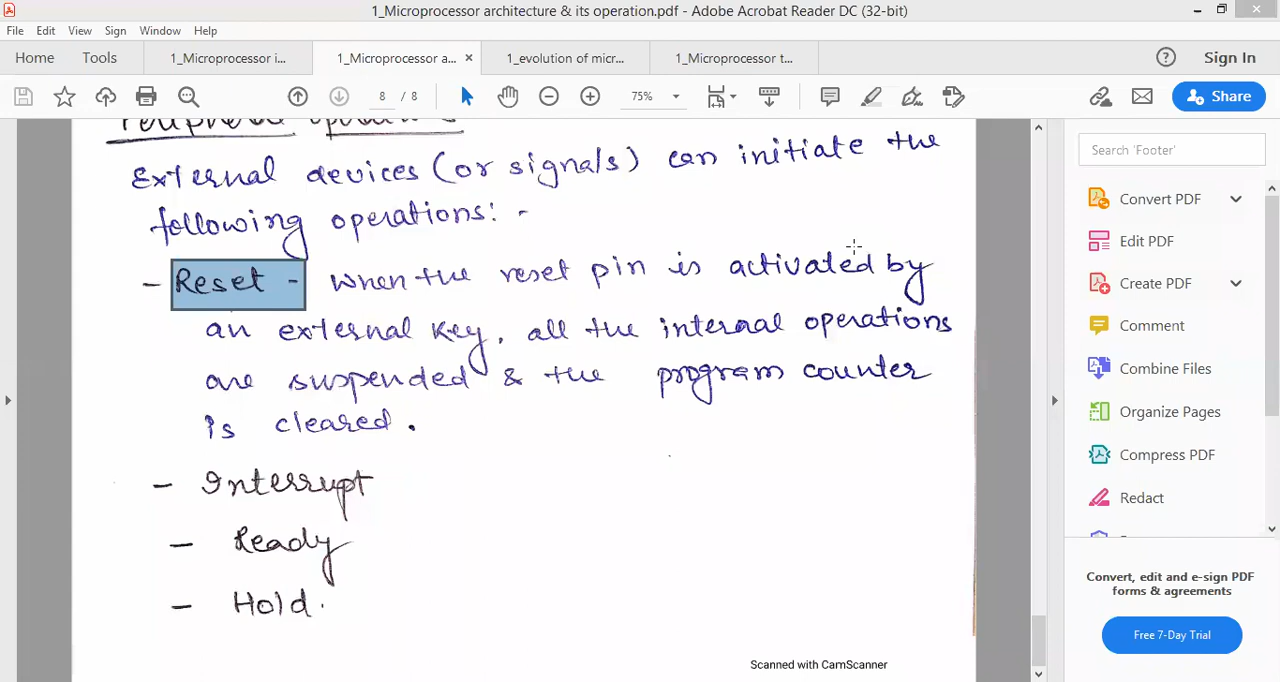 1_Microprocessor architecture & its operation.pdf - Adobe Acrobat Reader DC (32-bit)
File Edit View Sign Window Help
Home Tools 1_Microprocessor i... 1_Microprocessor a... × 1_evolution of micr... 1_Microprocessor t... Sign In
8 / 8 75% Share
Peripheral operations
External devices (or signals) can initiate the
following operations: -
- Reset - When the reset pin is activated by
an external key, all the internal operations
are suspended & the program counter
is cleared.
- Interrupt
- Ready
- Hold.
Scanned with CamScanner
Search 'Footer'
Convert PDF
Edit PDF
Create PDF
Comment
Combine Files
Organize Pages
Compress PDF
Redact
Convert, edit and e-sign PDF
forms & agreements
Free 7-Day Trial